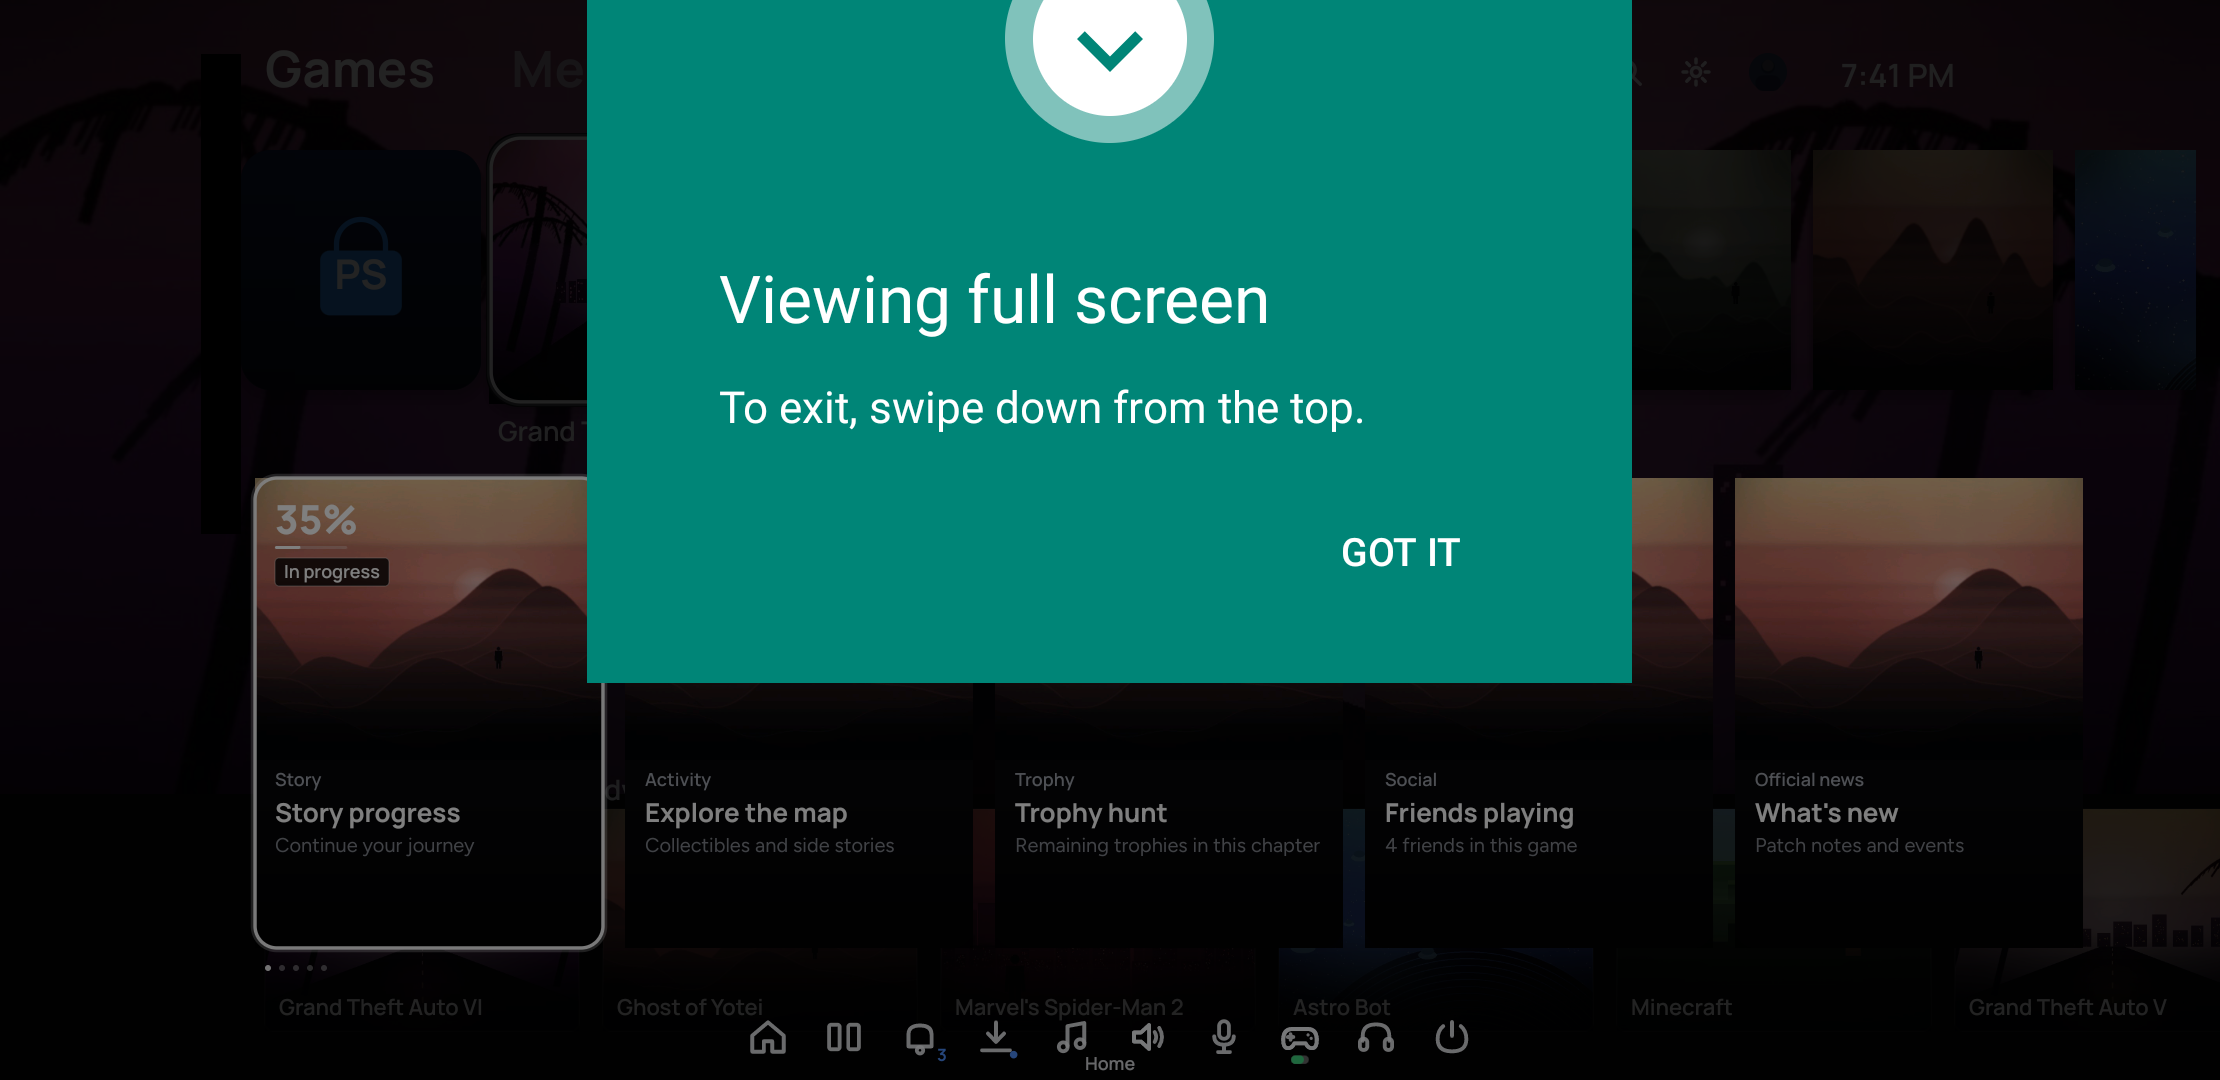 Games
Me
7:41 PM
PS
Viewing full screen
To exit, swipe down from the top.
GOT IT
Grand
35%
In progress
Story
Story progress
Continue your journey
Activity
Explore the map
Collectibles and side stories
Trophy
Trophy hunt
Remaining trophies in this chapter
Social
Friends playing
4 friends in this game
Official news
What's new
Patch notes and events
Grand Theft Auto VI
Ghost of Yotei
Marvel's Spider-Man 2
Astro Bot
Minecraft
Grand Theft Auto V
3
Home